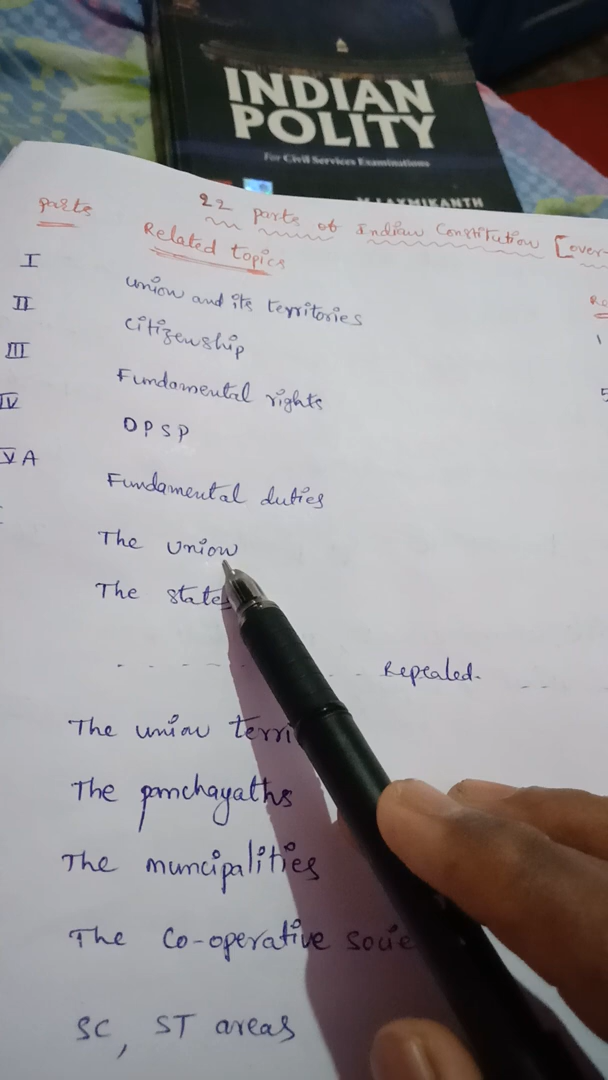 INDIAN
POLITY
For Civil Services Examinations
M LAXMIKANTH
22 parts of Indian Constitution [over-
parts Related topics
I Union and its territories
II Citizenship
III Fundamental rights
IV DPSP
IV A Fundamental duties
The Union
The states
Repealed.
The union terri
The panchayaths
The muncipalities
The Co-operative socie
SC, ST areas